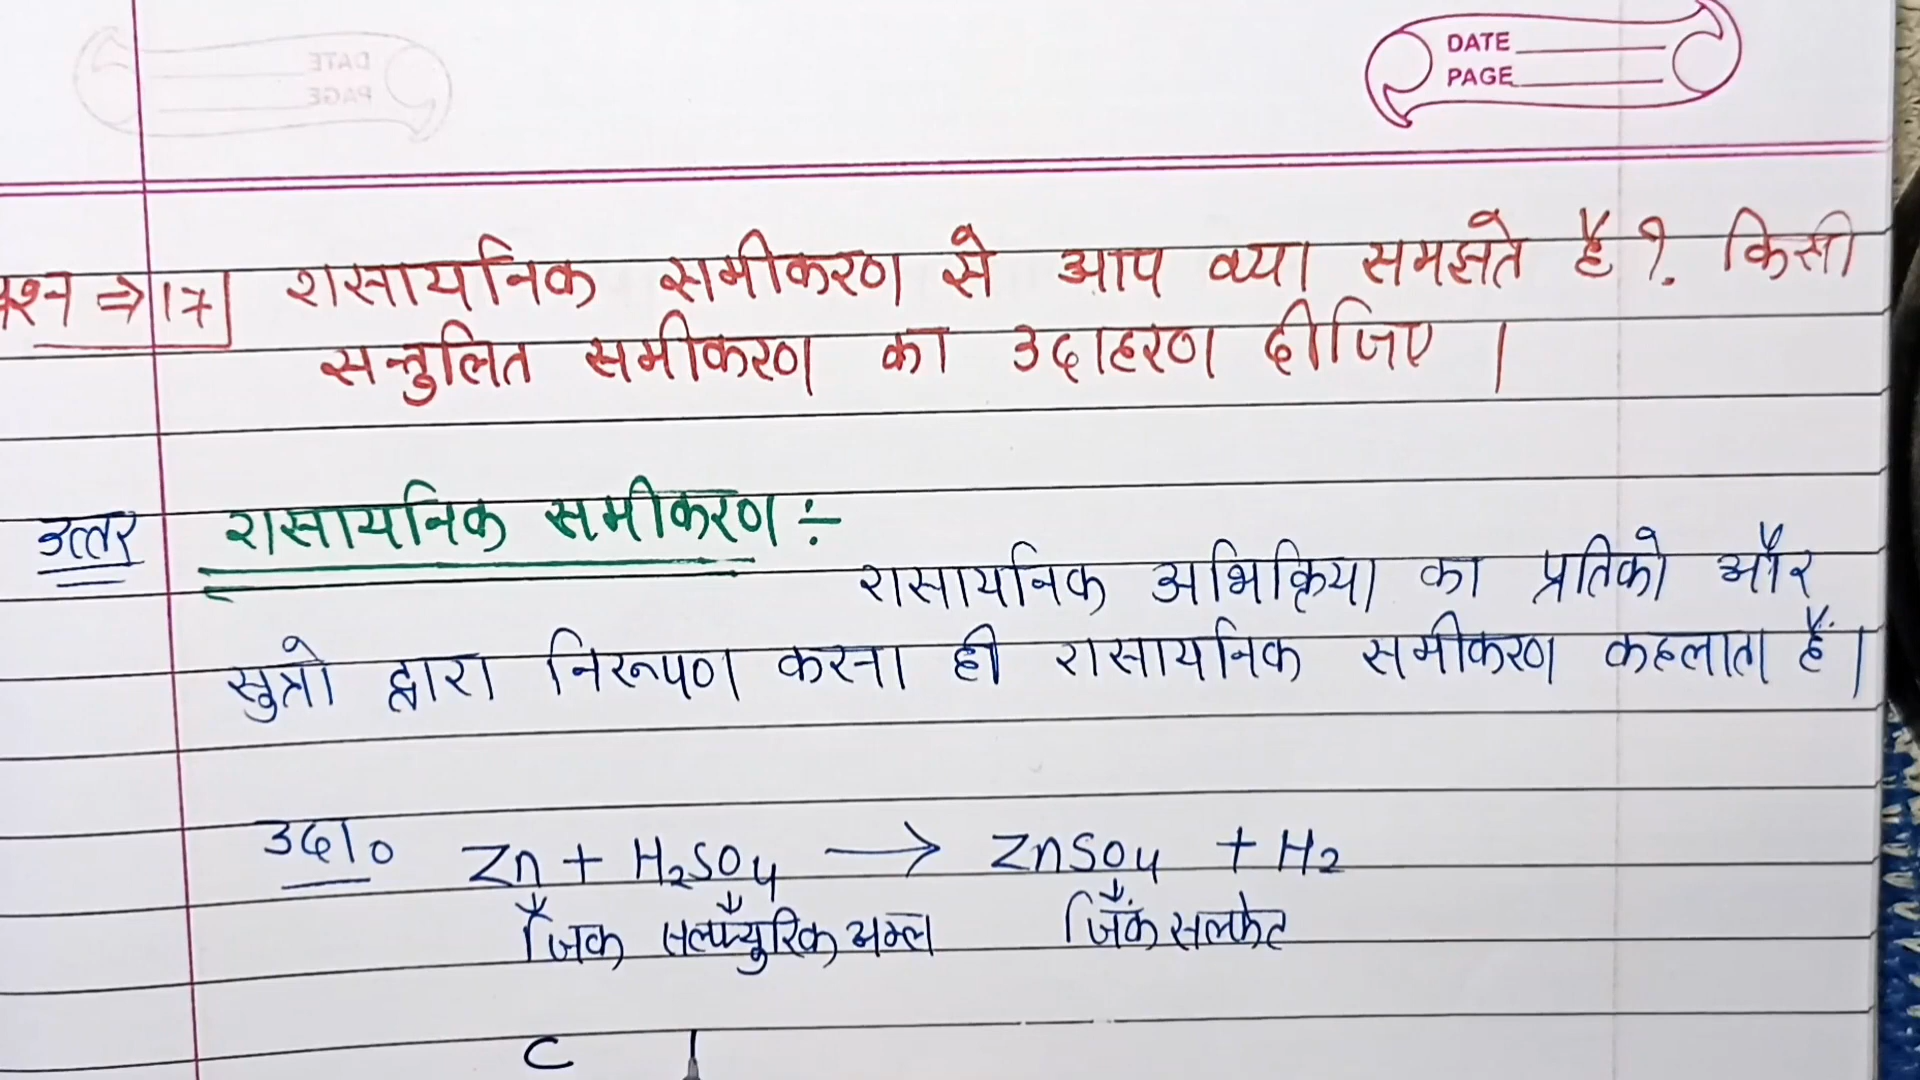 DATE
PAGE
प्रश्न ⇒ 17] रासायनिक समीकरण से आप क्या समझते है ? किसी
सन्तुलित समीकरण का उदाहरण दीजिए ।
उत्तर रासायनिक समीकरण :-
रासायनिक अभिक्रिया का प्रतिको और
सुत्रो द्वारा निरूपण करना ही रासायनिक समीकरण कहलाता हैं।
उदा० Zn + H₂SO₄ → ZnSO₄ + H₂
जिंक सल्फ्यूरिक अम्ल जिंक सल्फेट
C